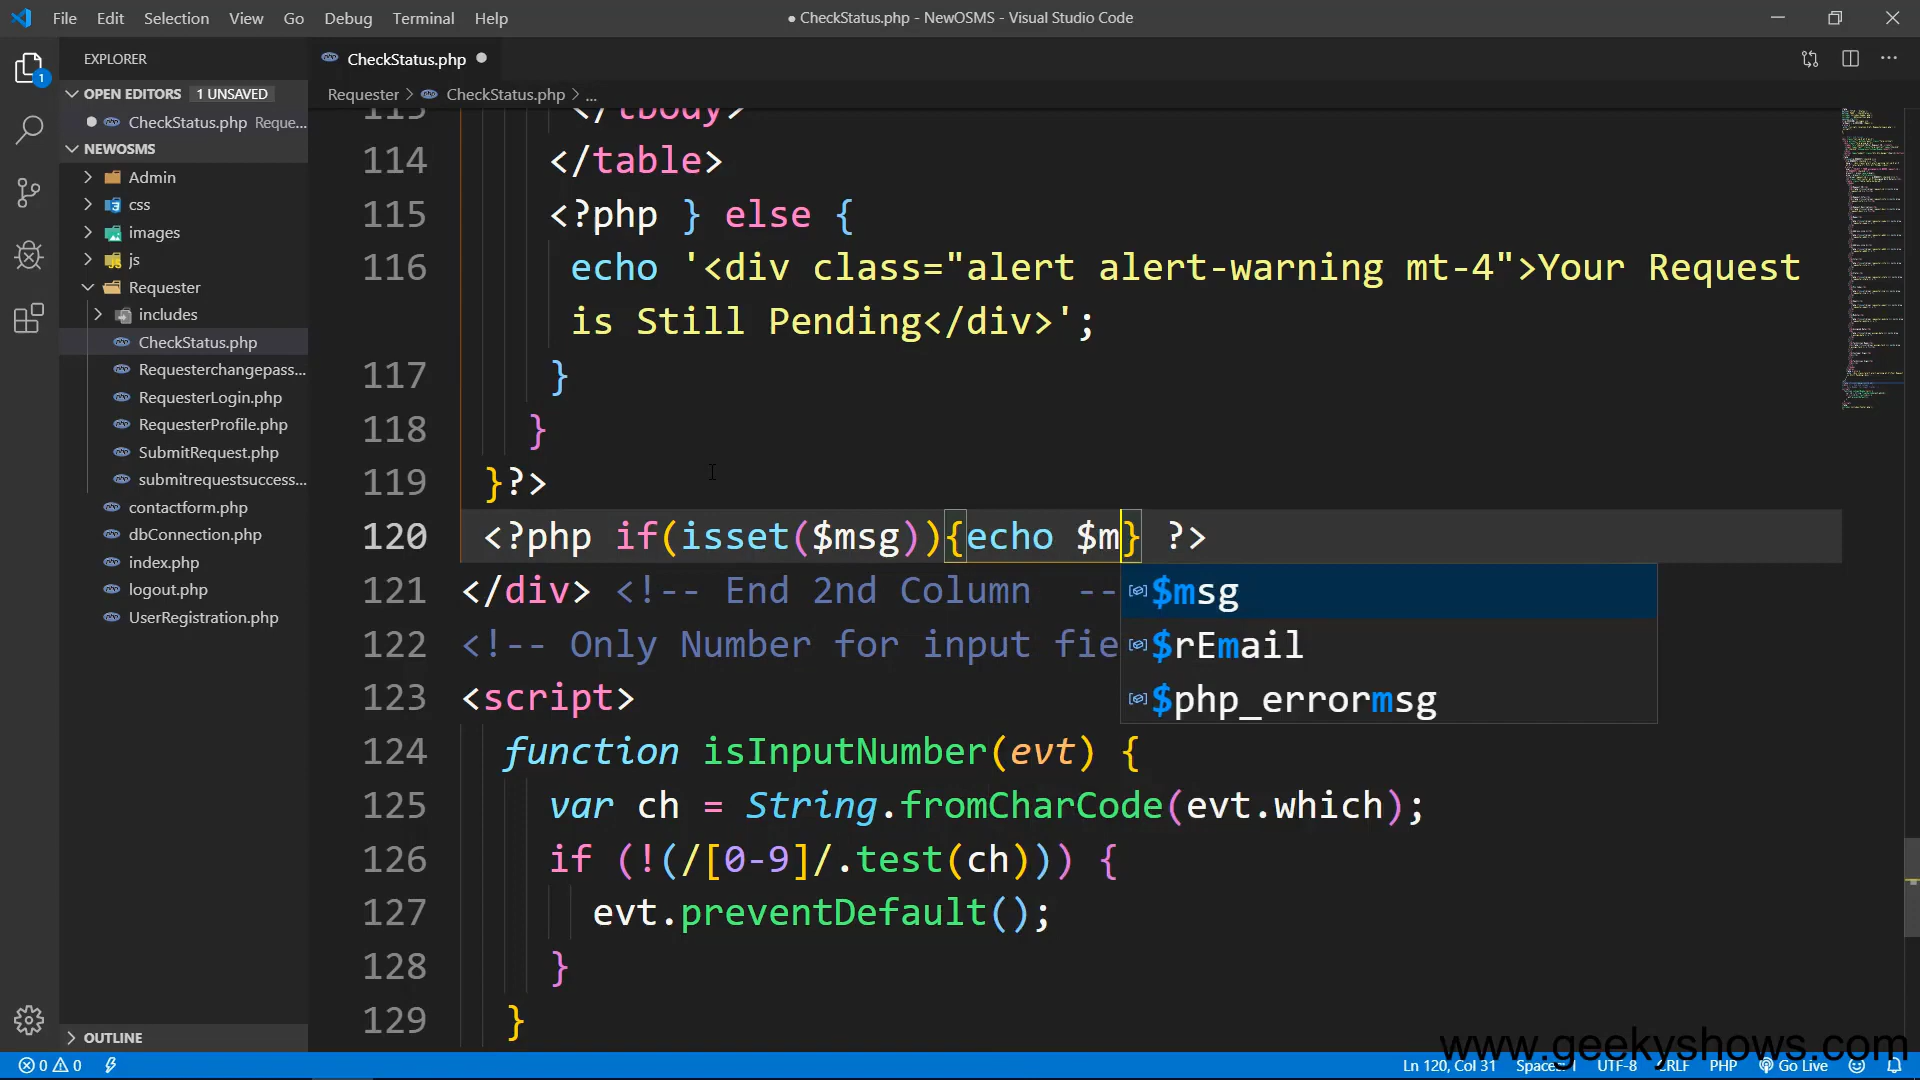 File Edit Selection View Go Debug Terminal Help
● CheckStatus.php - NewOSMS - Visual Studio Code
EXPLORER
CheckStatus.php
OPEN EDITORS 1 UNSAVED
Requester > CheckStatus.php > ...
CheckStatus.php Reque...
NEWOSMS
Admin
css
images
js
Requester
includes
CheckStatus.php
Requesterchangepass...
RequesterLogin.php
RequesterProfile.php
SubmitRequest.php
submitrequestsuccess...
contactform.php
dbConnection.php
index.php
logout.php
UserRegistration.php
OUTLINE
1
113 </tbody>
114 </table>
115 <?php } else {
116 echo '<div class="alert alert-warning mt-4">Your Request
is Still Pending</div>';
117 }
118 }
119 }?>
120 <?php if(isset($msg)){echo $m} ?>
121 </div> <!-- End 2nd Column --
122 <!-- Only Number for input fie
$msg
$rEmail
$php_errormsg
123 <script>
124 function isInputNumber(evt) {
125 var ch = String.fromCharCode(evt.which);
126 if (!(/[0-9]/.test(ch))) {
127 evt.preventDefault();
128 }
129 }
www.geekyshows.com
0 0 Ln 120, Col 31 UTF-8 CRLF PHP Go Live